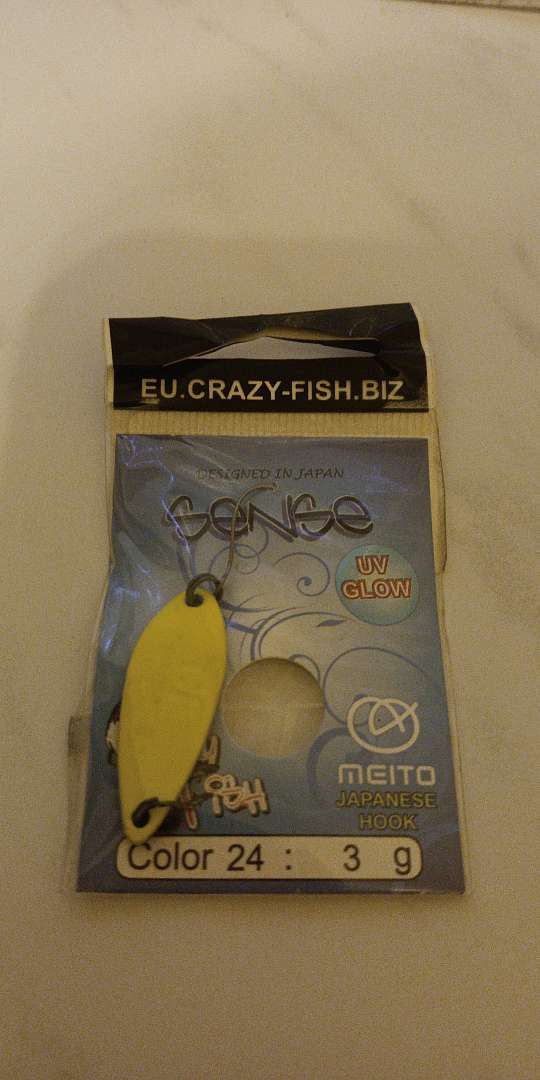 EU.CRAZY-FISH.BIZ
DESIGNED IN JAPAN
SENSE
UV
GLOW
MEITO
JAPANESE
HOOK
Color 24 : 3 g